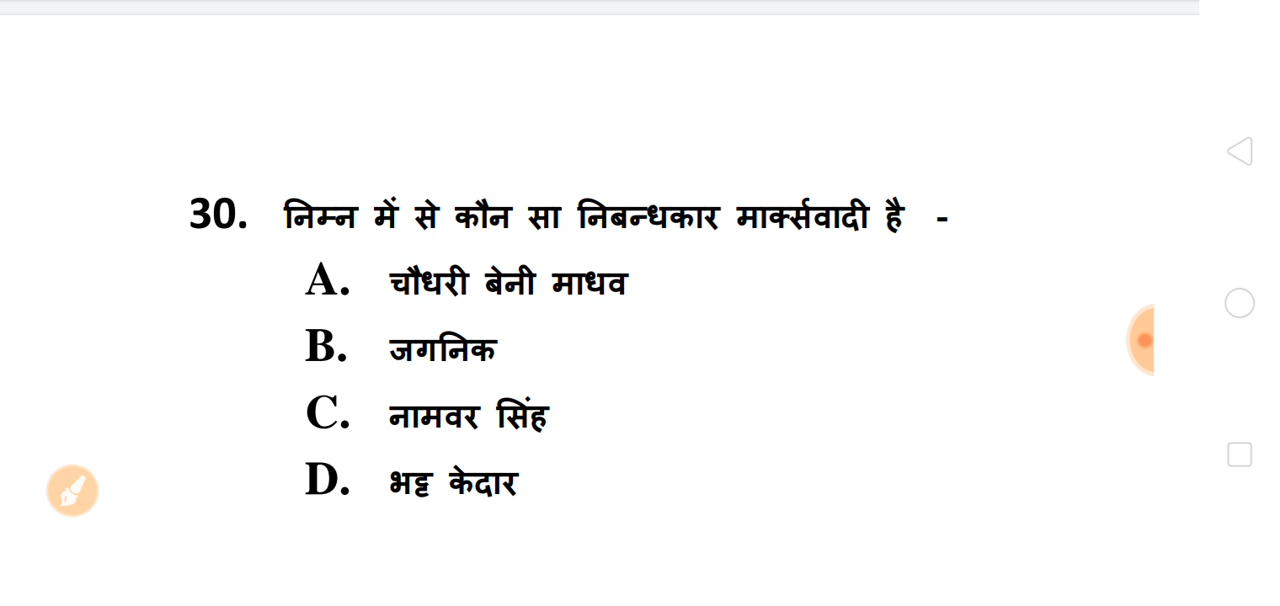 30. निम्न में से कौन सा निबन्धकार मार्क्सवादी है -
A. चौधरी बेनी माधव
B. जगनिक
C. नामवर सिंह
D. भट्ट केदार